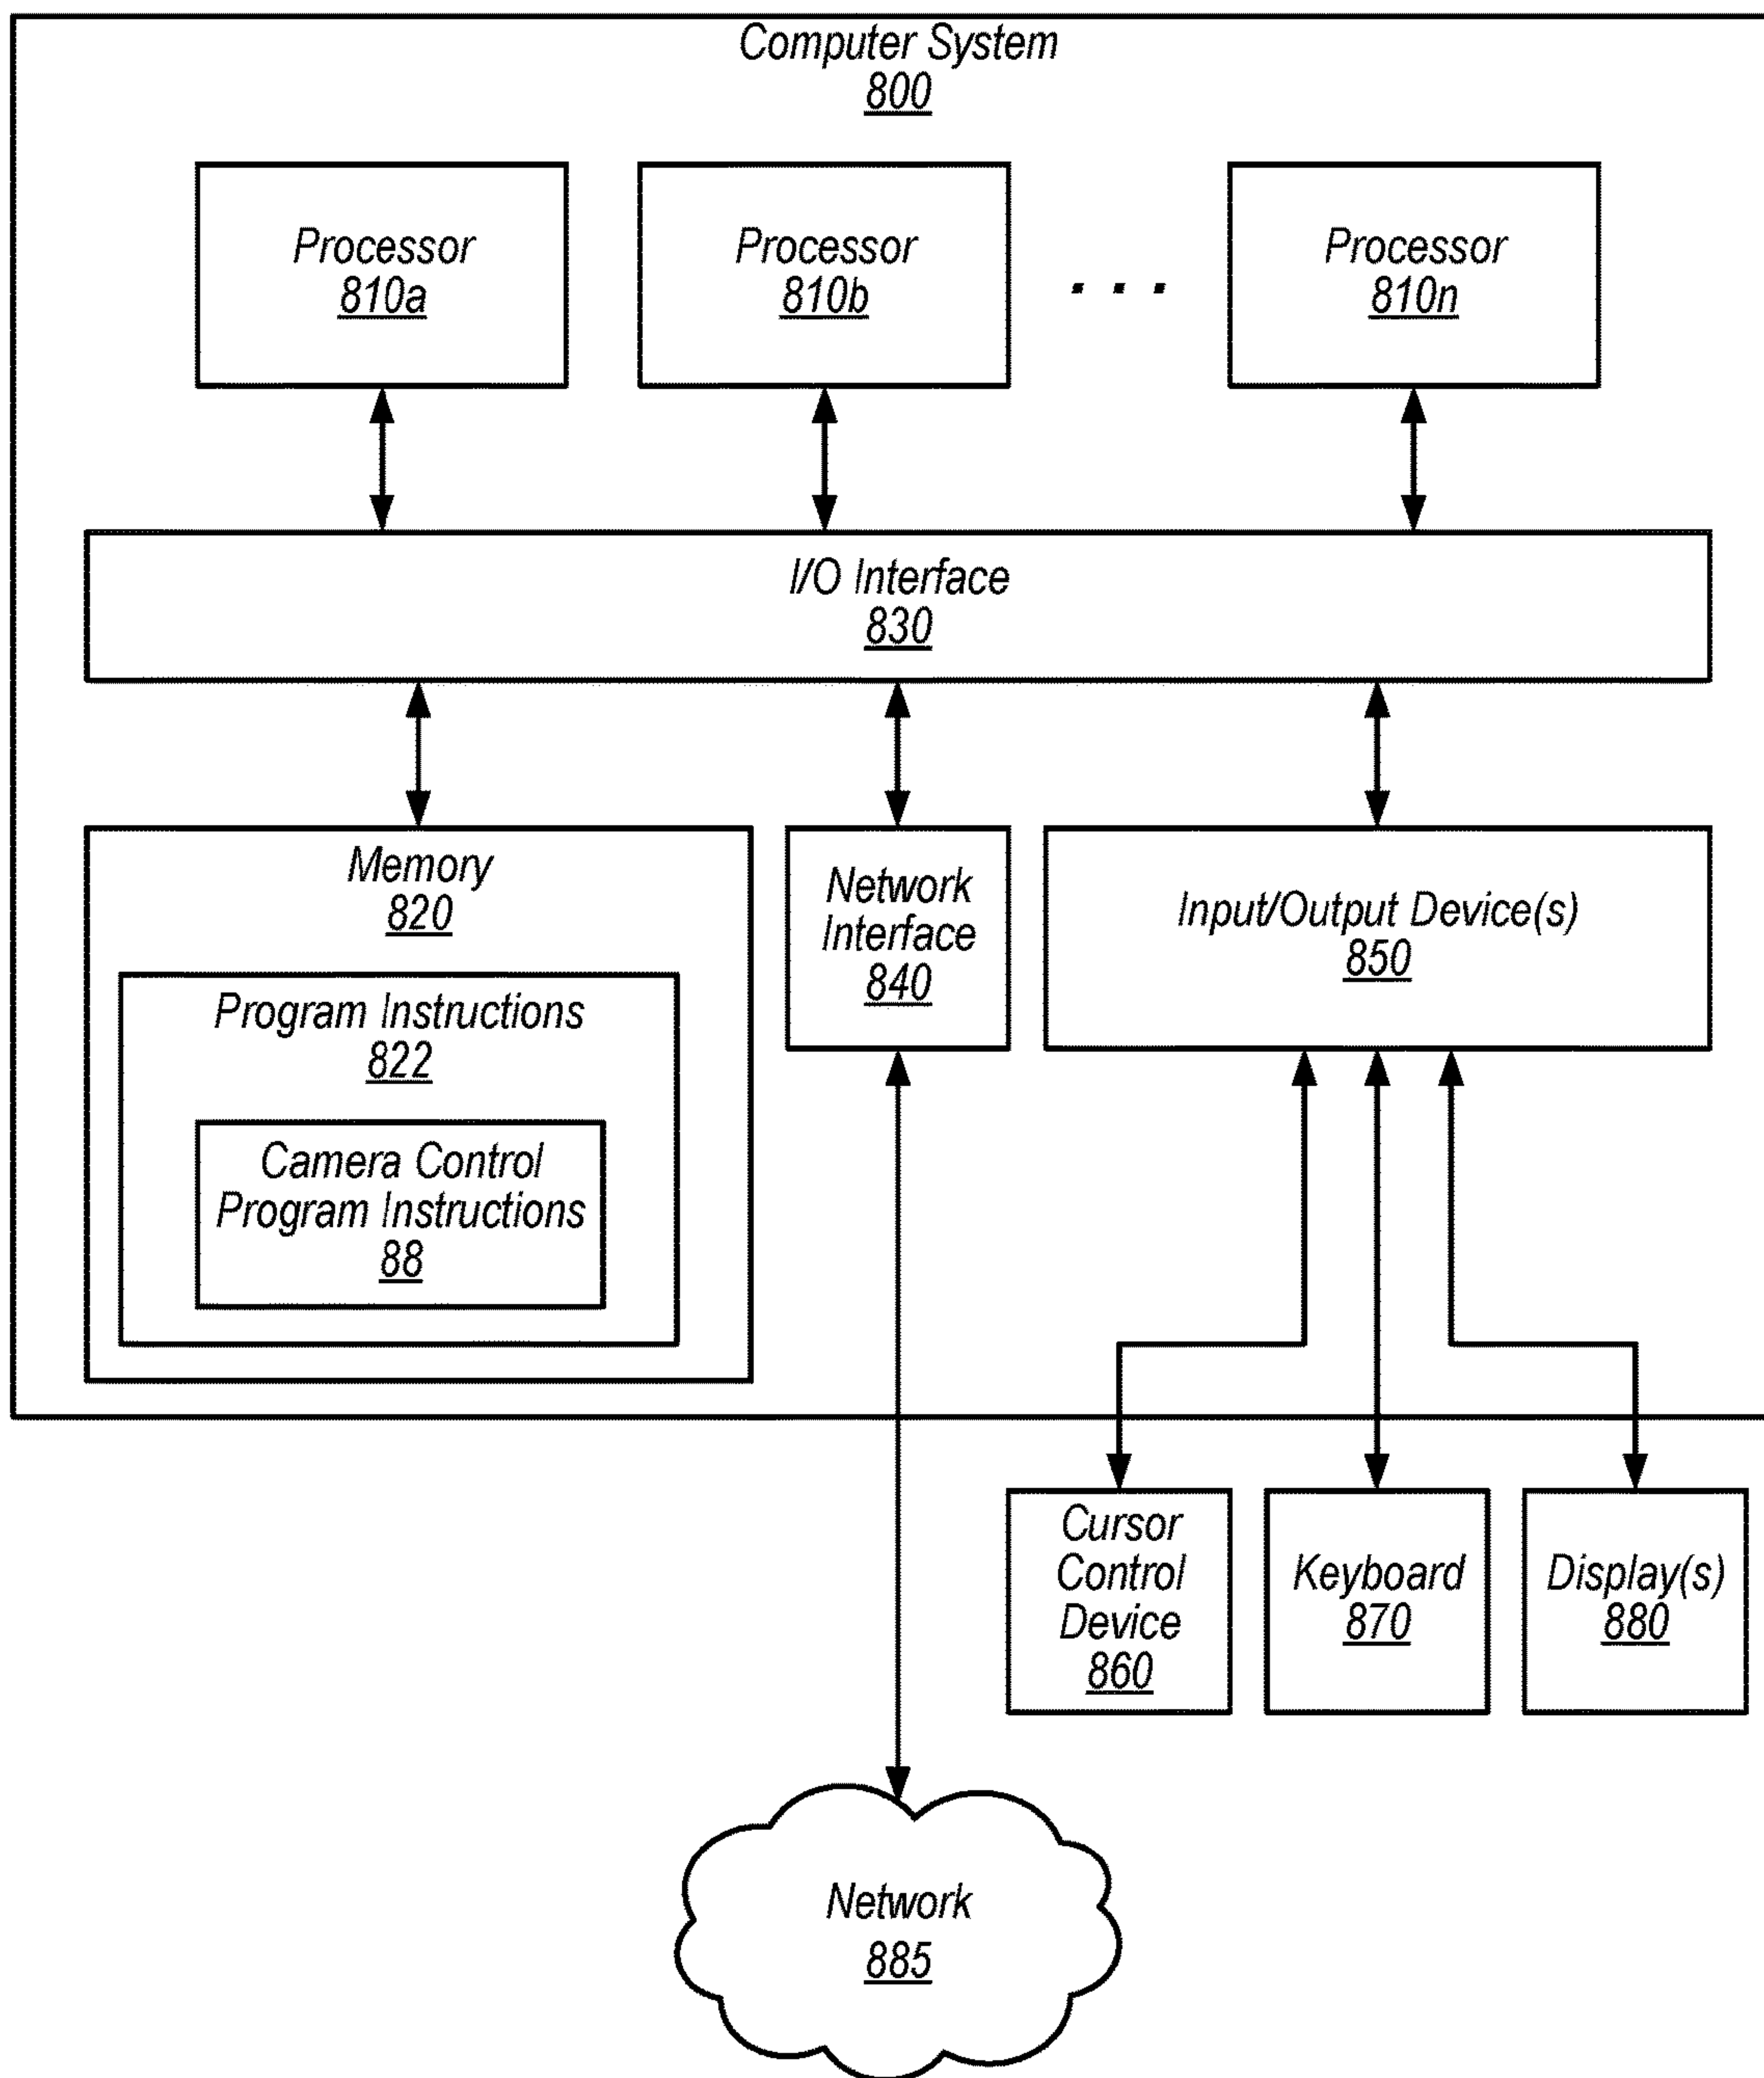 Computer System
800
Processor
810a
Processor
810b
. . .
Processor
810n
I/O Interface
830
Memory
820
Program Instructions
822
Camera Control
Program Instructions
88
Network
Interface
840
Input/Output Device(s)
850
Cursor
Control
Device
860
Keyboard
870
Display(s)
880
Network
885